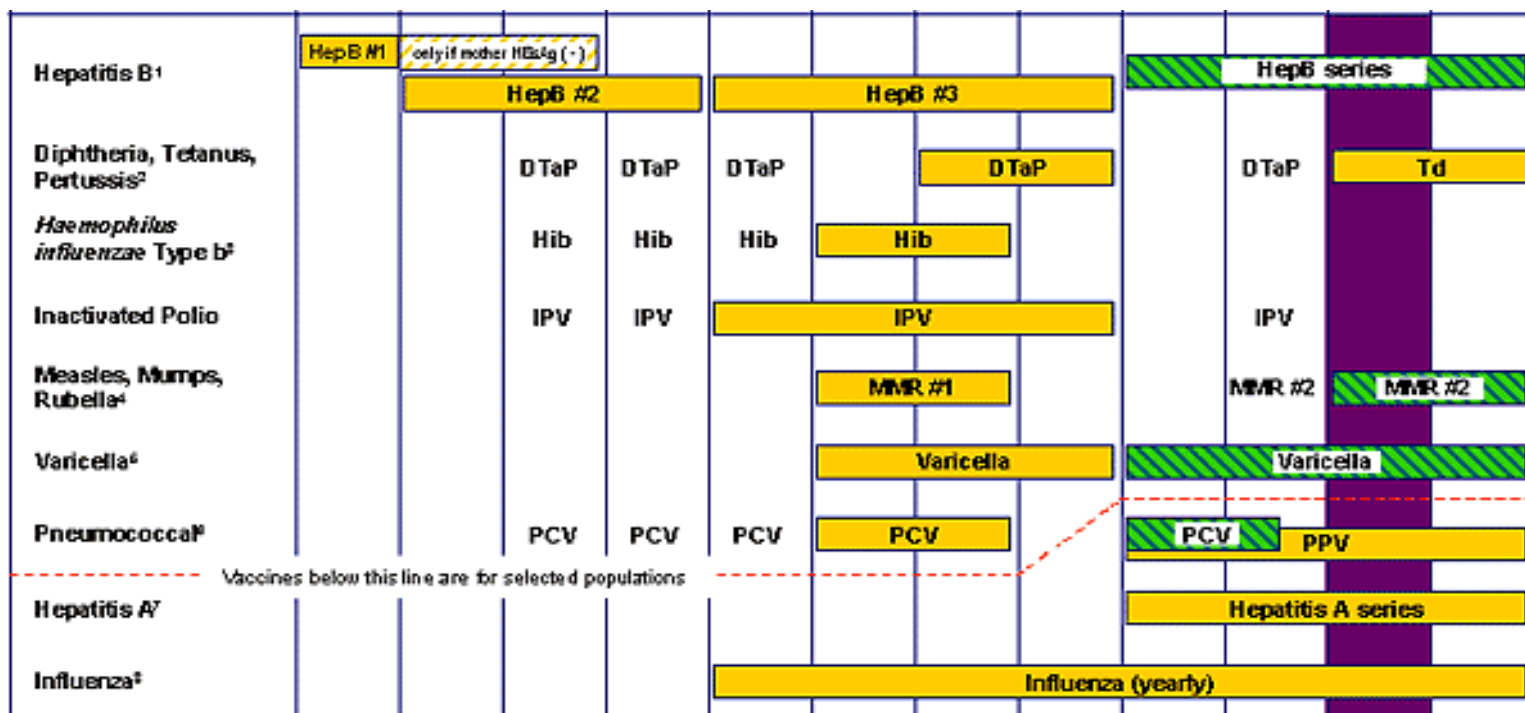 HepB #1 only if mother HBsAg ( - )
Hepatitis B¹ HepB series
HepB #2 HepB #3
Diphtheria, Tetanus,
Pertussis² DTaP DTaP DTaP DTaP DTaP Td
Haemophilus
influenzae Type b³ Hib Hib Hib Hib
Inactivated Polio IPV IPV IPV IPV
Measles, Mumps,
Rubella⁴ MMR #1 MMR #2 MMR #2
Varicella⁵ Varicella Varicella
Pneumococcal⁶ PCV PCV PCV PCV PCV PPV
Vaccines below this line are for selected populations
Hepatitis A⁷ Hepatitis A series
Influenza⁸ Influenza (yearly)